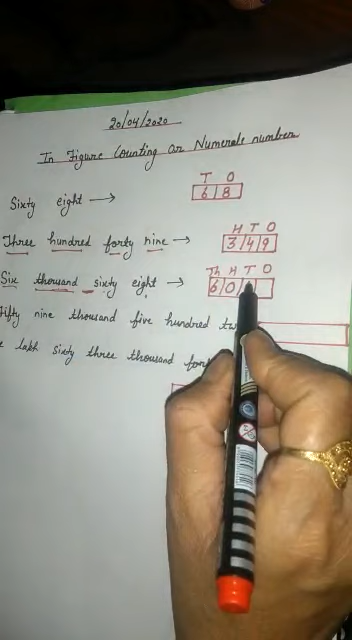 20/04/2020
In Figure Counting or Numerals number
T O
Sixty eight → 6 8
H T O
Three hundred forty nine → 3 4 9
Th H T O
Six thousand sixty eight → 6 0
Fifty nine thousand five hundred
lakh sixty three thousand